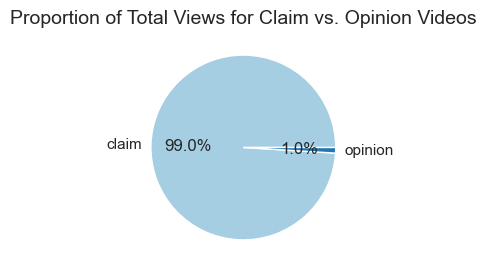 Proportion of Total Views for Claim vs. Opinion Videos
claim
99.0%
1.0%
opinion